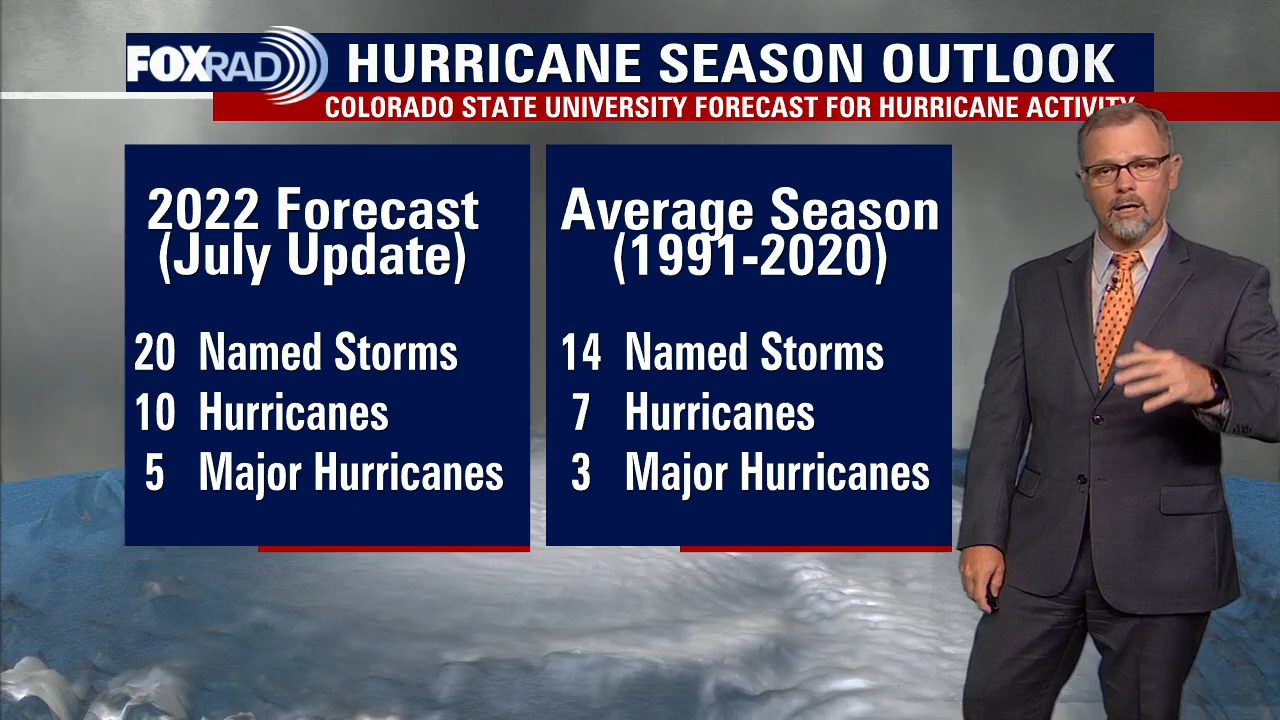 FOXRAD HURRICANE SEASON OUTLOOK
COLORADO STATE UNIVERSITY FORECAST FOR HURRICANE ACTIVITY
2022 Forecast
(July Update)
20 Named Storms
10 Hurricanes
5 Major Hurricanes
Average Season
(1991-2020)
14 Named Storms
7 Hurricanes
3 Major Hurricanes